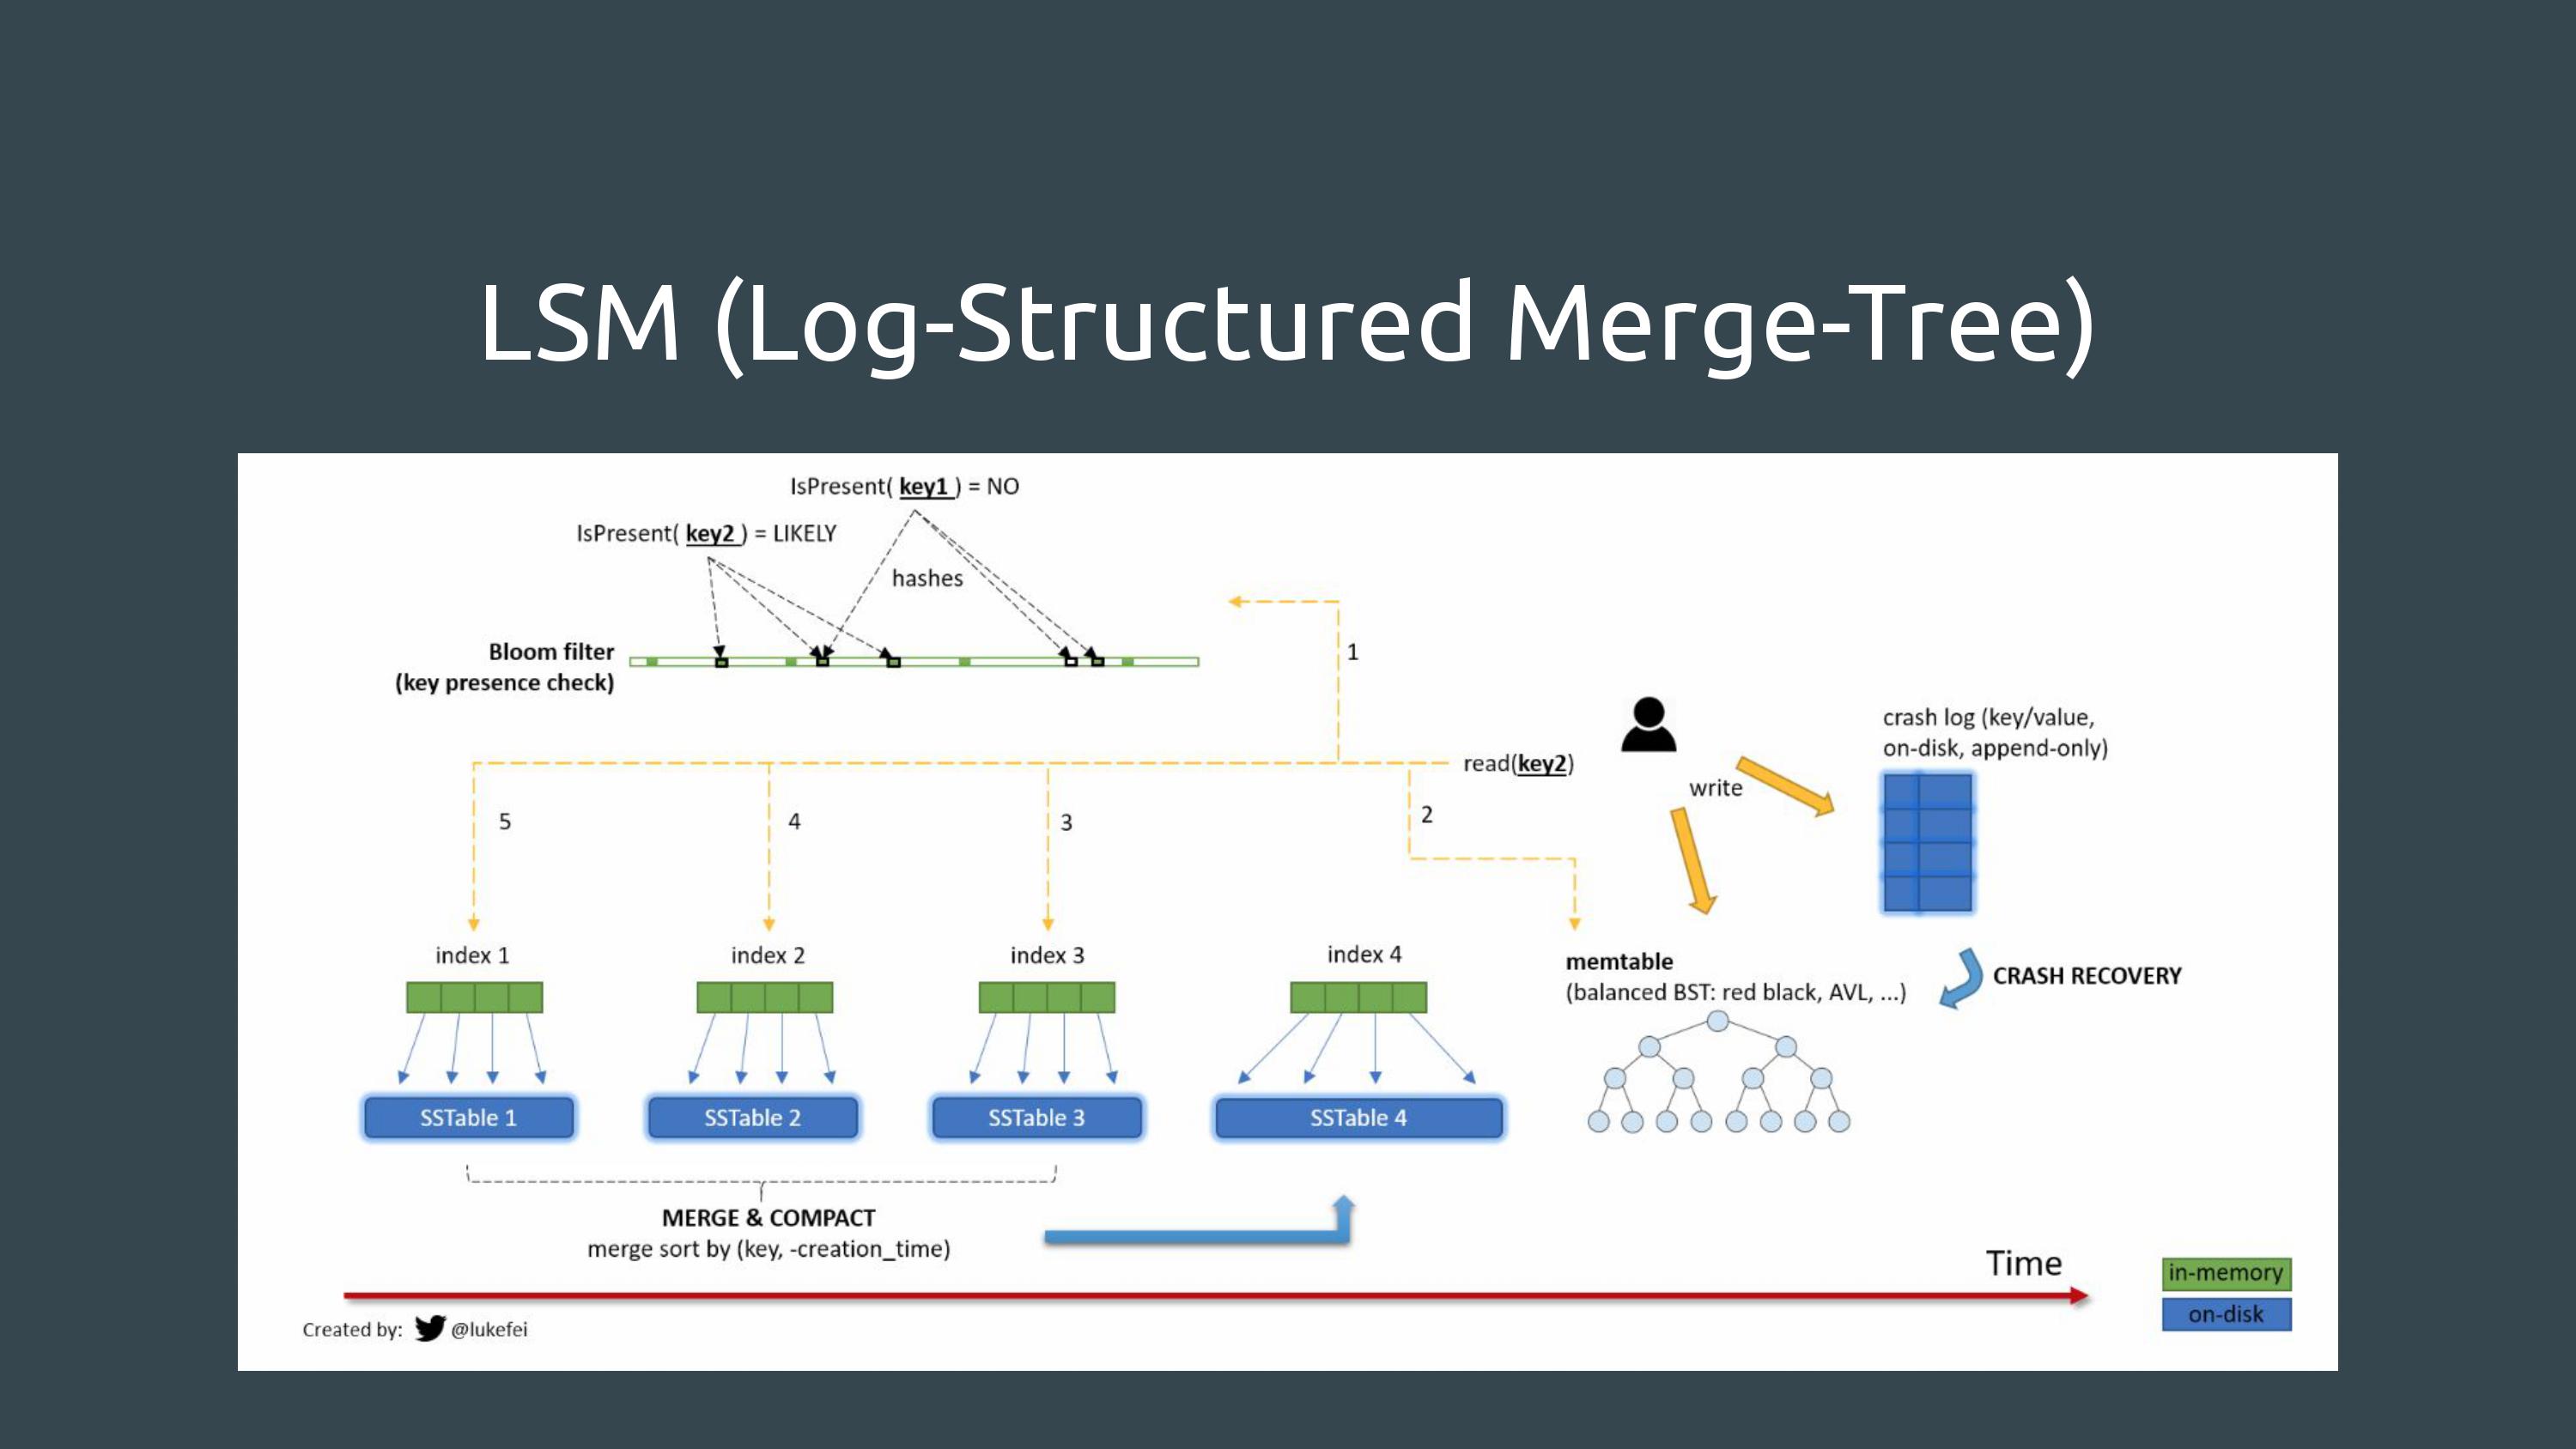 LSM (Log-Structured Merge-Tree)
IsPresent( key1 ) = NO
IsPresent( key2 ) = LIKELY
hashes
Bloom filter
(key presence check)
1
read(key2)
write
crash log (key/value,
on-disk, append-only)
5
4
3
2
index 1
index 2
index 3
index 4
memtable
(balanced BST: red black, AVL, ...)
CRASH RECOVERY
SSTable 1
SSTable 2
SSTable 3
SSTable 4
MERGE & COMPACT
merge sort by (key, -creation_time)
Time
in-memory
on-disk
Created by: @lukefei